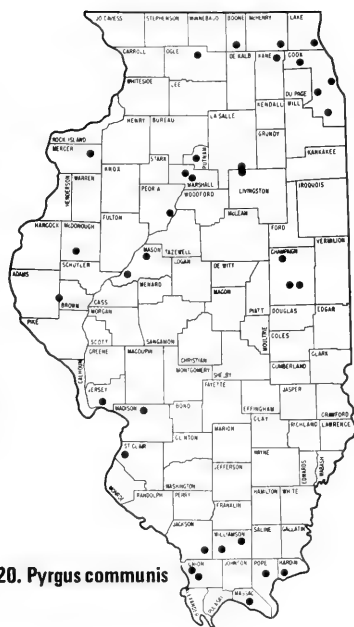 JO DAVIESS STEPHENSON WINNEBAGO BOONE McHENRY LAKE
CARROLL OGLE DE KALB KANE COOK
DU PAGE
WHITESIDE LEE
KENDALL WILL
HENRY BUREAU LA SALLE
ROCK ISLAND GRUNDY
MERCER PUTNAM KANKAKEE
STARK
KNOX MARSHALL LIVINGSTON
HENDERSON WARREN PEORIA WOODFORD IROQUOIS
FULTON McLEAN FORD
HANCOCK McDONOUGH VERMILION
MASON TAZEWELL CHAMPAIGN
SCHUYLER LOGAN DE WITT
ADAMS MENARD
BROWN CASS MACON PIATT DOUGLAS EDGAR
MORGAN
PIKE MOULTRIE COLES
SCOTT SANGAMON
GREENE CHRISTIAN CLARK
MACOUPIN MONTGOMERY SHELBY CUMBERLAND
CALHOUN FAYETTE JASPER
JERSEY EFFINGHAM CRAWFORD
MADISON BOND CLAY
MARION RICHLAND LAWRENCE
CLINTON
ST CLAIR WAYNE WABASH
JEFFERSON EDWARDS
MONROE WASHINGTON
RANDOLPH PERRY HAMILTON WHITE
FRANKLIN
JACKSON SALINE GALLATIN
WILLIAMSON
20. Pyrgus communis
UNION JOHNSON POPE HARDIN
PULASKI MASSAC